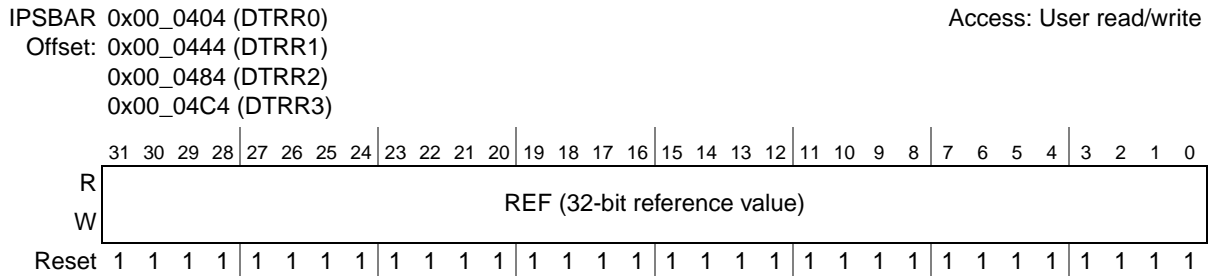 IPSBAR 0x00_0404 (DTRR0) Access: User read/write
Offset: 0x00_0444 (DTRR1)
0x00_0484 (DTRR2)
0x00_04C4 (DTRR3)
31 30 29 28 27 26 25 24 23 22 21 20 19 18 17 16 15 14 13 12 11 10 9 8 7 6 5 4 3 2 1 0
R
REF (32-bit reference value)
W
Reset 1 1 1 1 1 1 1 1 1 1 1 1 1 1 1 1 1 1 1 1 1 1 1 1 1 1 1 1 1 1 1 1